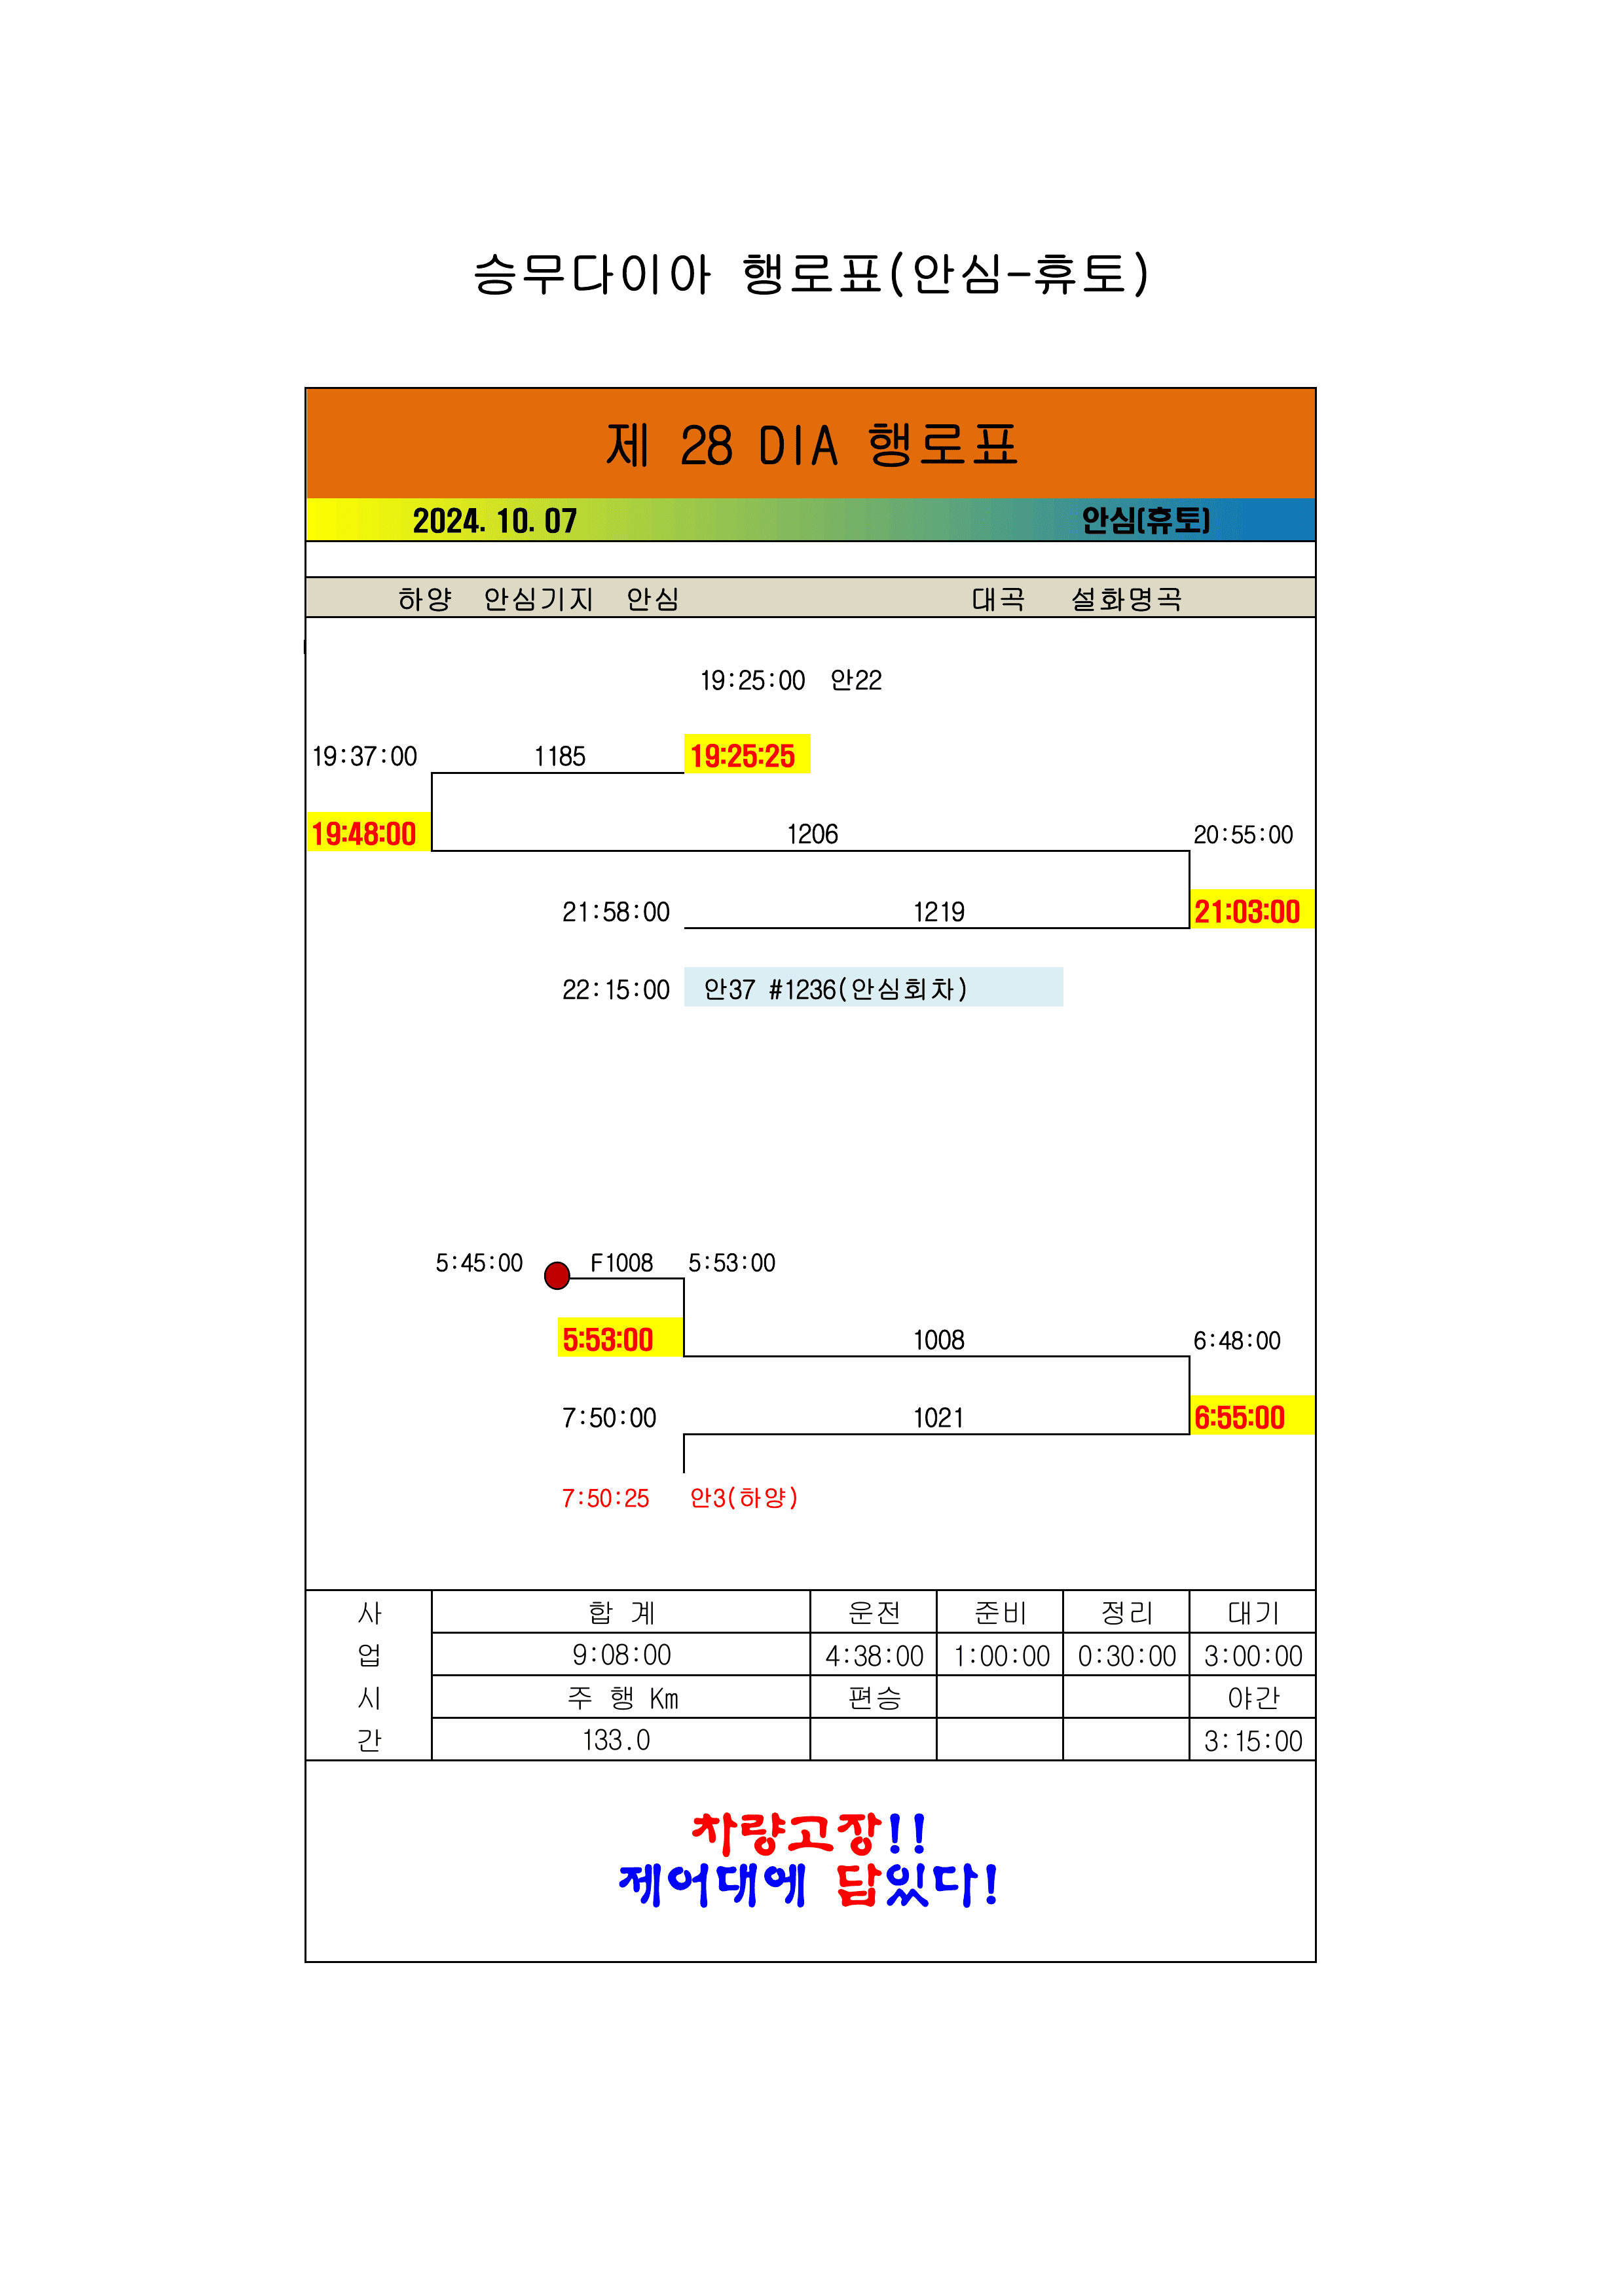 승무다이아 행로표(안심-휴토)
제 28 DIA 행로표
2024. 10. 07 안심(휴토)
하양 안심기지 안심 대곡 설화명곡
19:25:00 안22
19:37:00 1185 19:25:25
19:48:00 1206 20:55:00
21:58:00 1219 21:03:00
22:15:00 안37 #1236(안심회차)
5:45:00 F1008 5:53:00
5:53:00 1008 6:48:00
7:50:00 1021 6:55:00
7:50:25 안3(하양)
사 합 계 운전 준비 정리 대기
업 9:08:00 4:38:00 1:00:00 0:30:00 3:00:00
시 주 행 Km 편승 야간
간 133.0 3:15:00
차량고장!!
제어대에 답있다!